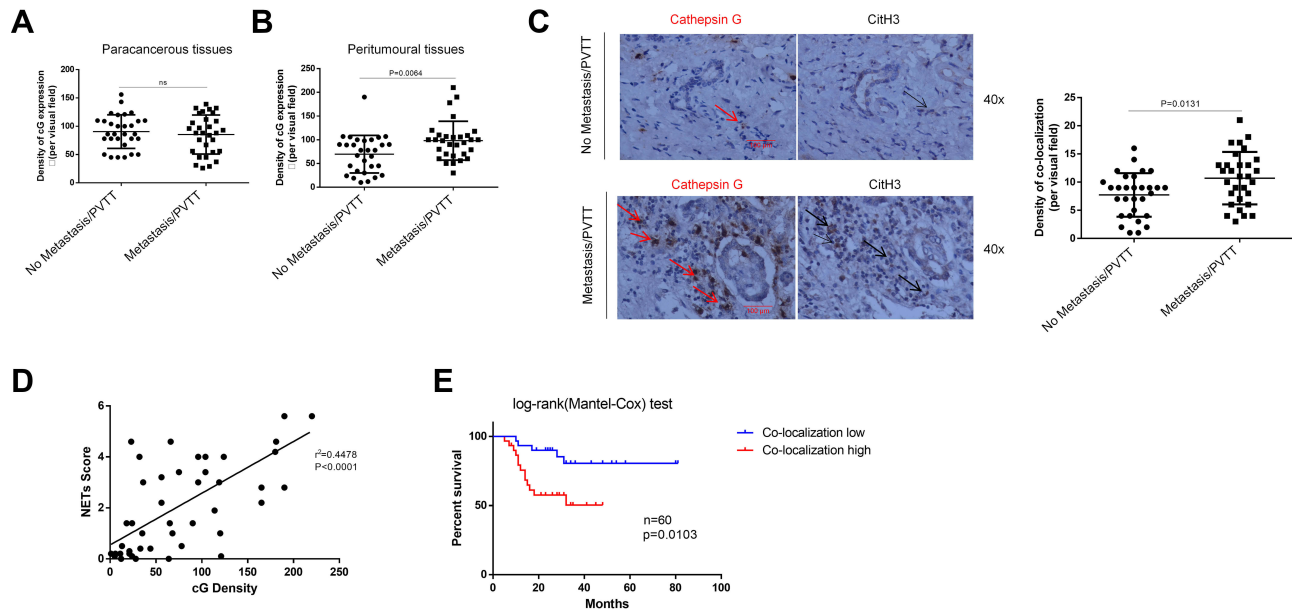 A
Paracancerous tissues
Density of cG expression
□(per visual field)
200
150
100
50
0
ns
No Metastasis/PVTT
Metastasis/PVTT
B
Peritumoural tissues
Density of cG expression
□(per visual field)
250
200
150
100
50
0
P=0.0064
No Metastasis/PVTT
Metastasis/PVTT
C
Cathepsin G
CitH3
No Metastasis/PVTT
40x
Cathepsin G
CitH3
Metastasis/PVTT
102 μm
40x
Density of co-localization
(per visual field)
25
20
15
10
5
0
P=0.0131
No Metastasis/PVTT
Metastasis/PVTT
D
NETs Score
6
4
2
0
r²=0.4478
P<0.0001
0
50
100
150
200
250
cG Density
E
log-rank(Mantel-Cox) test
Percent survival
100
50
0
Co-localization low
Co-localization high
n=60
p=0.0103
0
20
40
60
80
100
Months